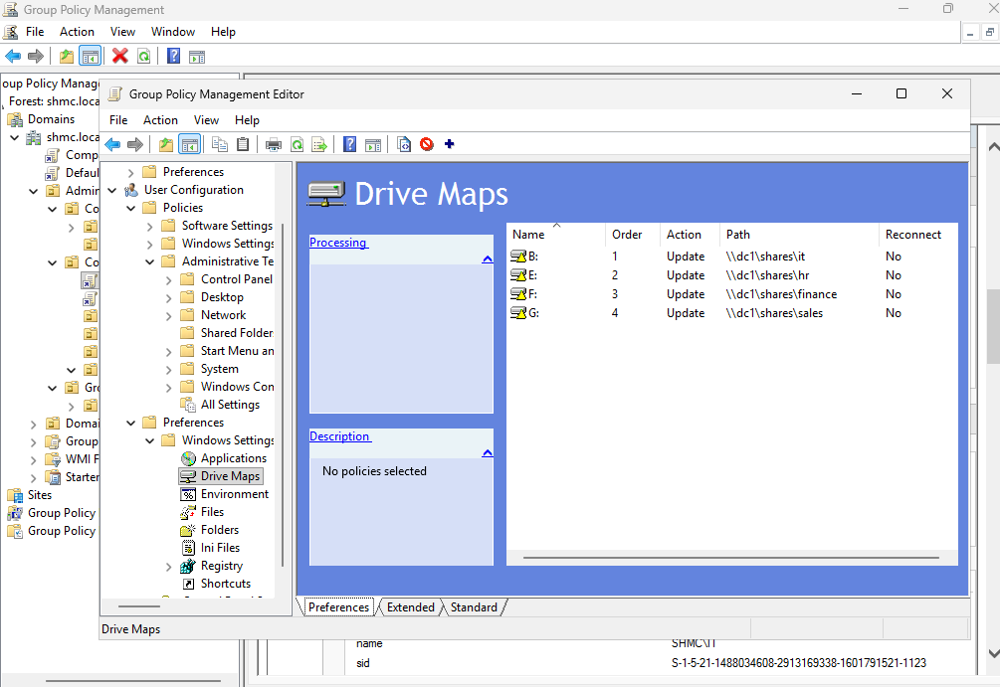 Group Policy Management
File Action View Window Help
oup Policy Manag
Forest: shmc.loca
Domains
shmc.loca
Comp
Defaul
Admir
Co
Co
Gro
Domai
Group
WMI F
Starter
Sites
Group Policy
Group Policy
Group Policy Management Editor
File Action View Help
Preferences
User Configuration
Policies
Software Settings
Windows Settings
Administrative Te
Control Panel
Desktop
Network
Shared Folder
Start Menu an
System
Windows Con
All Settings
Preferences
Windows Settings
Applications
Drive Maps
Environment
Files
Folders
Ini Files
Registry
Shortcuts
Drive Maps
Processing
Description
No policies selected
Name Order Action Path Reconnect
B: 1 Update \\dc1\shares\it No
E: 2 Update \\dc1\shares\hr No
F: 3 Update \\dc1\shares\finance No
G: 4 Update \\dc1\shares\sales No
Preferences Extended Standard
Drive Maps
name SHMC\IT
sid S-1-5-21-1488034608-2913169338-1601791521-1123